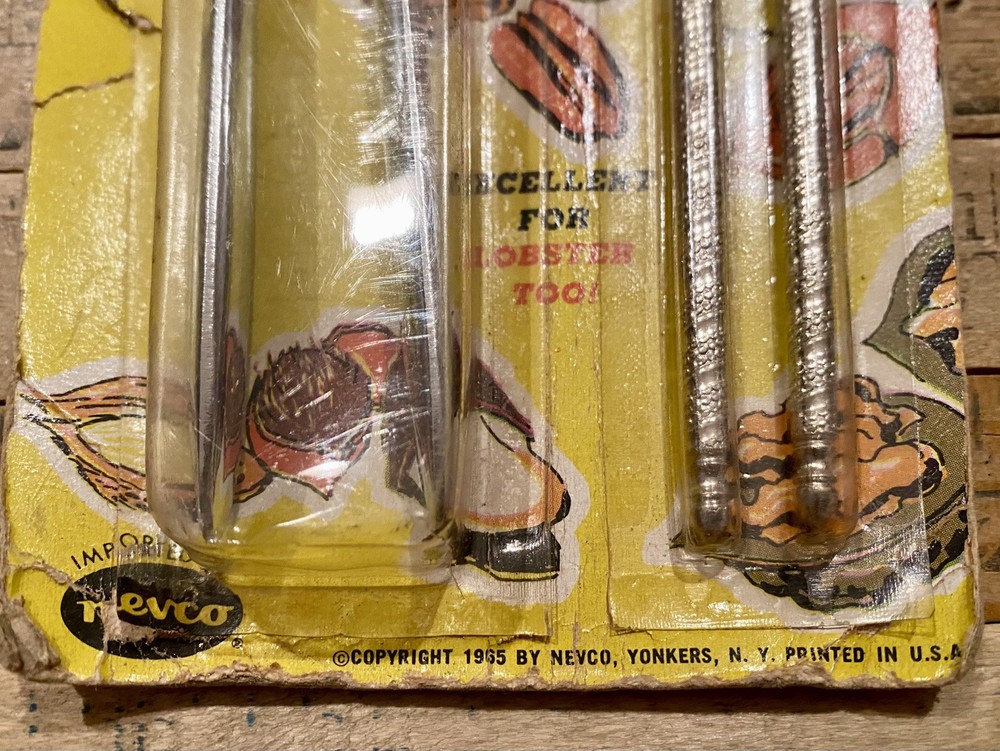 EXCELLENT
FOR
LOBSTER
TOO!
IMPORTED
nevco
®
©COPYRIGHT 1965 BY NEVCO, YONKERS, N. Y. PRINTED IN U.S.A